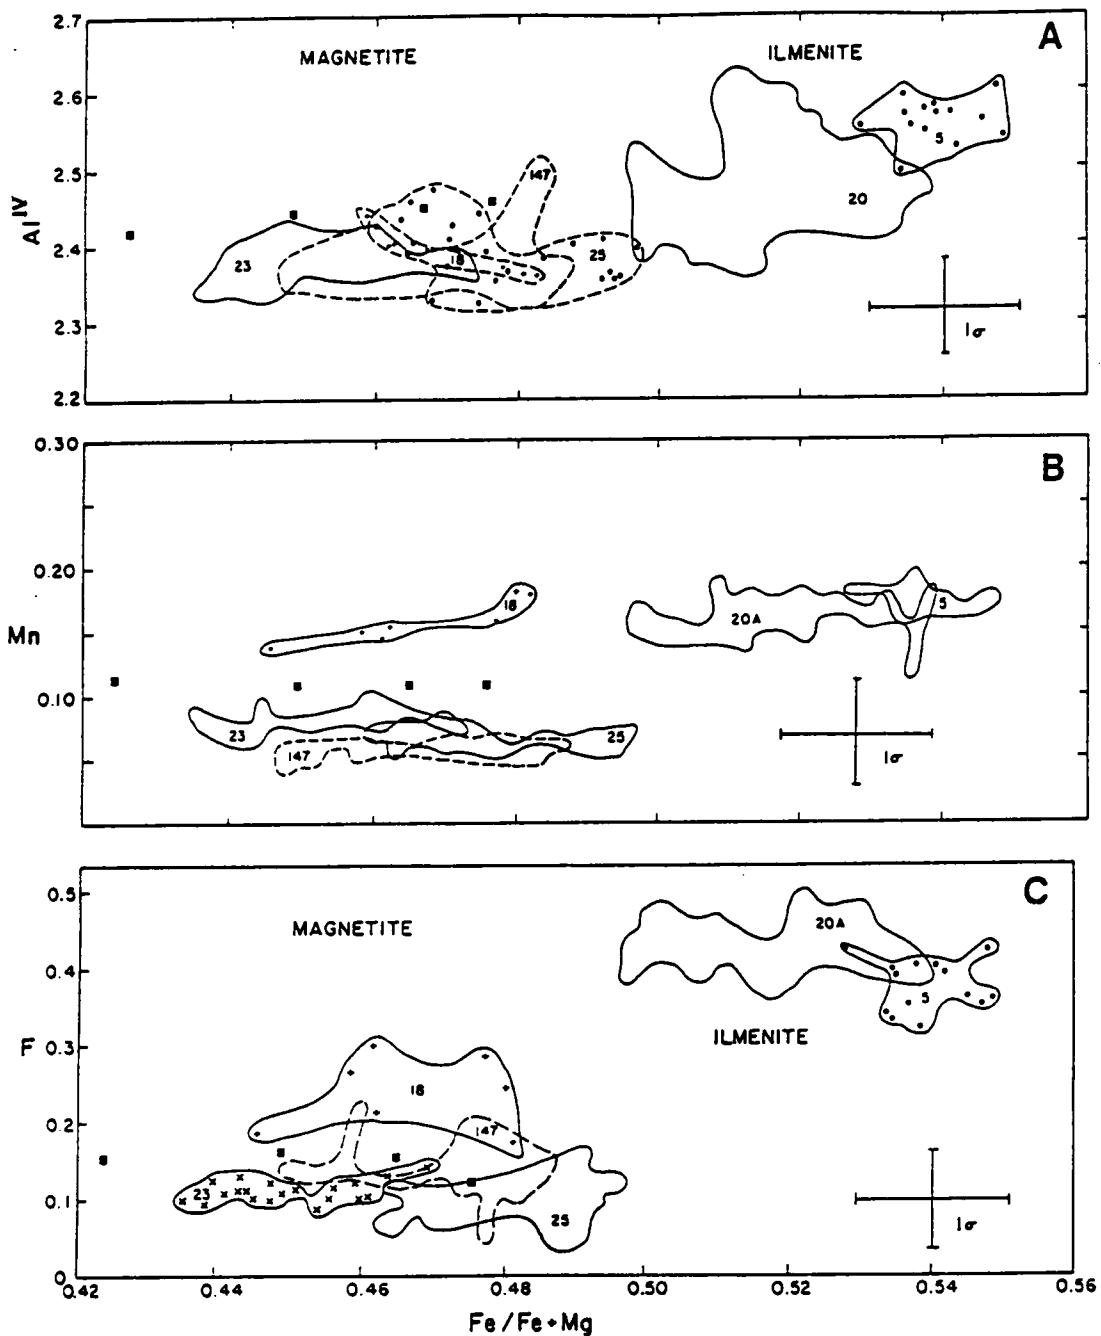 A
2.7
MAGNETITE
ILMENITE
2.6
5
2.5
147
20
Al^IV
2.4
25
18
23
2.3
1σ
2.2
0.30
B
0.20
18
5
20A
Mn
0.10
23
25
147
1σ
C
0.5
MAGNETITE
20A
0.4
5
ILMENITE
F
0.3
18
0.2
147
23
0.1
25
1σ
0
0.42
0.44
0.46
0.48
0.50
0.52
0.54
0.56
Fe/Fe+Mg